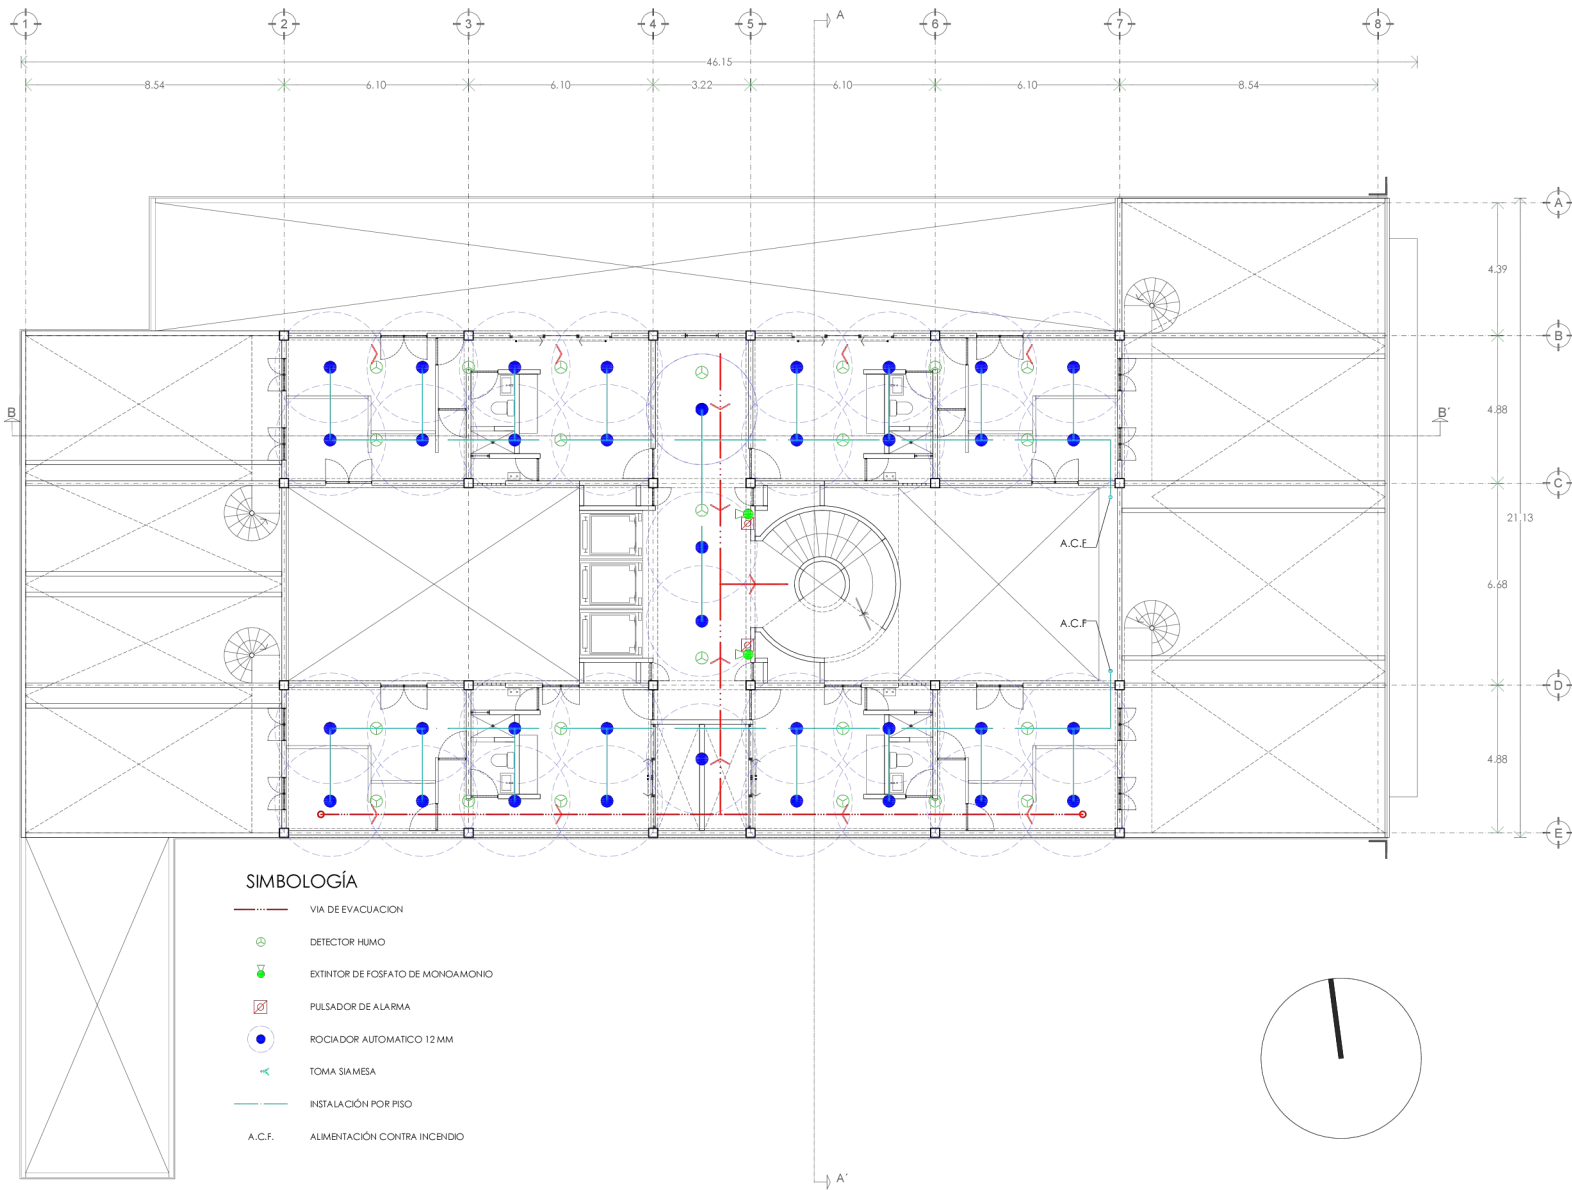 1 2 3 4 5 6 7 8
A
46.15
8.54 6.10 6.10 3.22 6.10 6.10 8.54
A
4.39
B
B B´
4.88
C
21.13
A.C.F
6.68
A.C.F
D
4.88
E
SIMBOLOGÍA
VIA DE EVACUACION
DETECTOR HUMO
EXTINTOR DE FOSFATO DE MONOAMONIO
PULSADOR DE ALARMA
ROCIADOR AUTOMATICO 12 MM
TOMA SIAMESA
INSTALACIÓN POR PISO
A.C.F. ALIMENTACIÓN CONTRA INCENDIO
A´